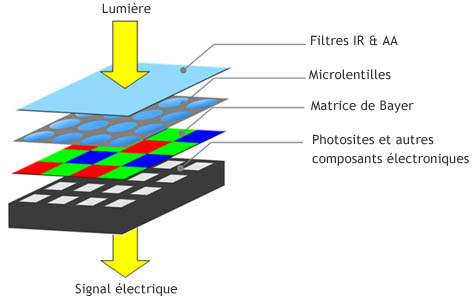 Lumière
Filtres IR & AA
Microlentilles
Matrice de Bayer
Photosites et autres
composants électroniques
Signal électrique